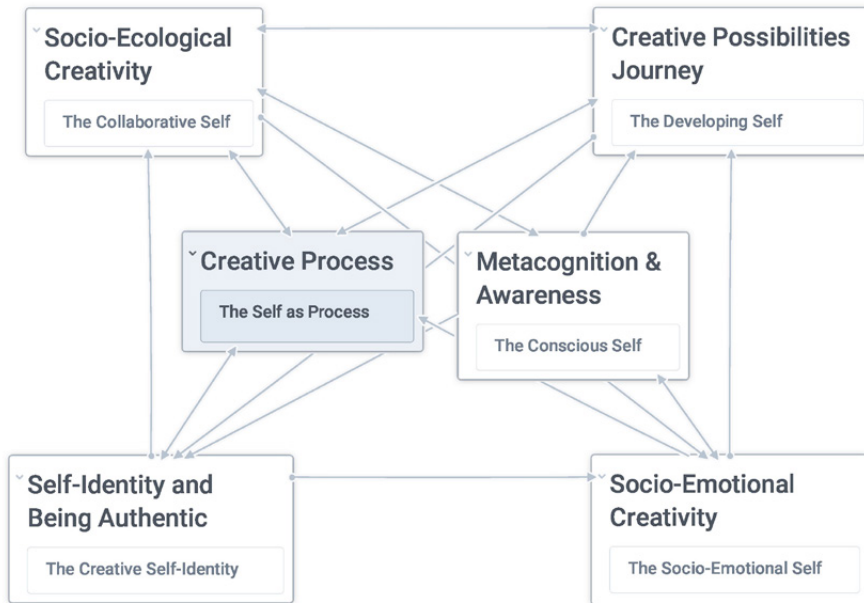 Socio-Ecological
Creativity
The Collaborative Self
Creative Possibilities
Journey
The Developing Self
Creative Process
The Self as Process
Metacognition &
Awareness
The Conscious Self
Self-Identity and
Being Authentic
The Creative Self-Identity
Socio-Emotional
Creativity
The Socio-Emotional Self